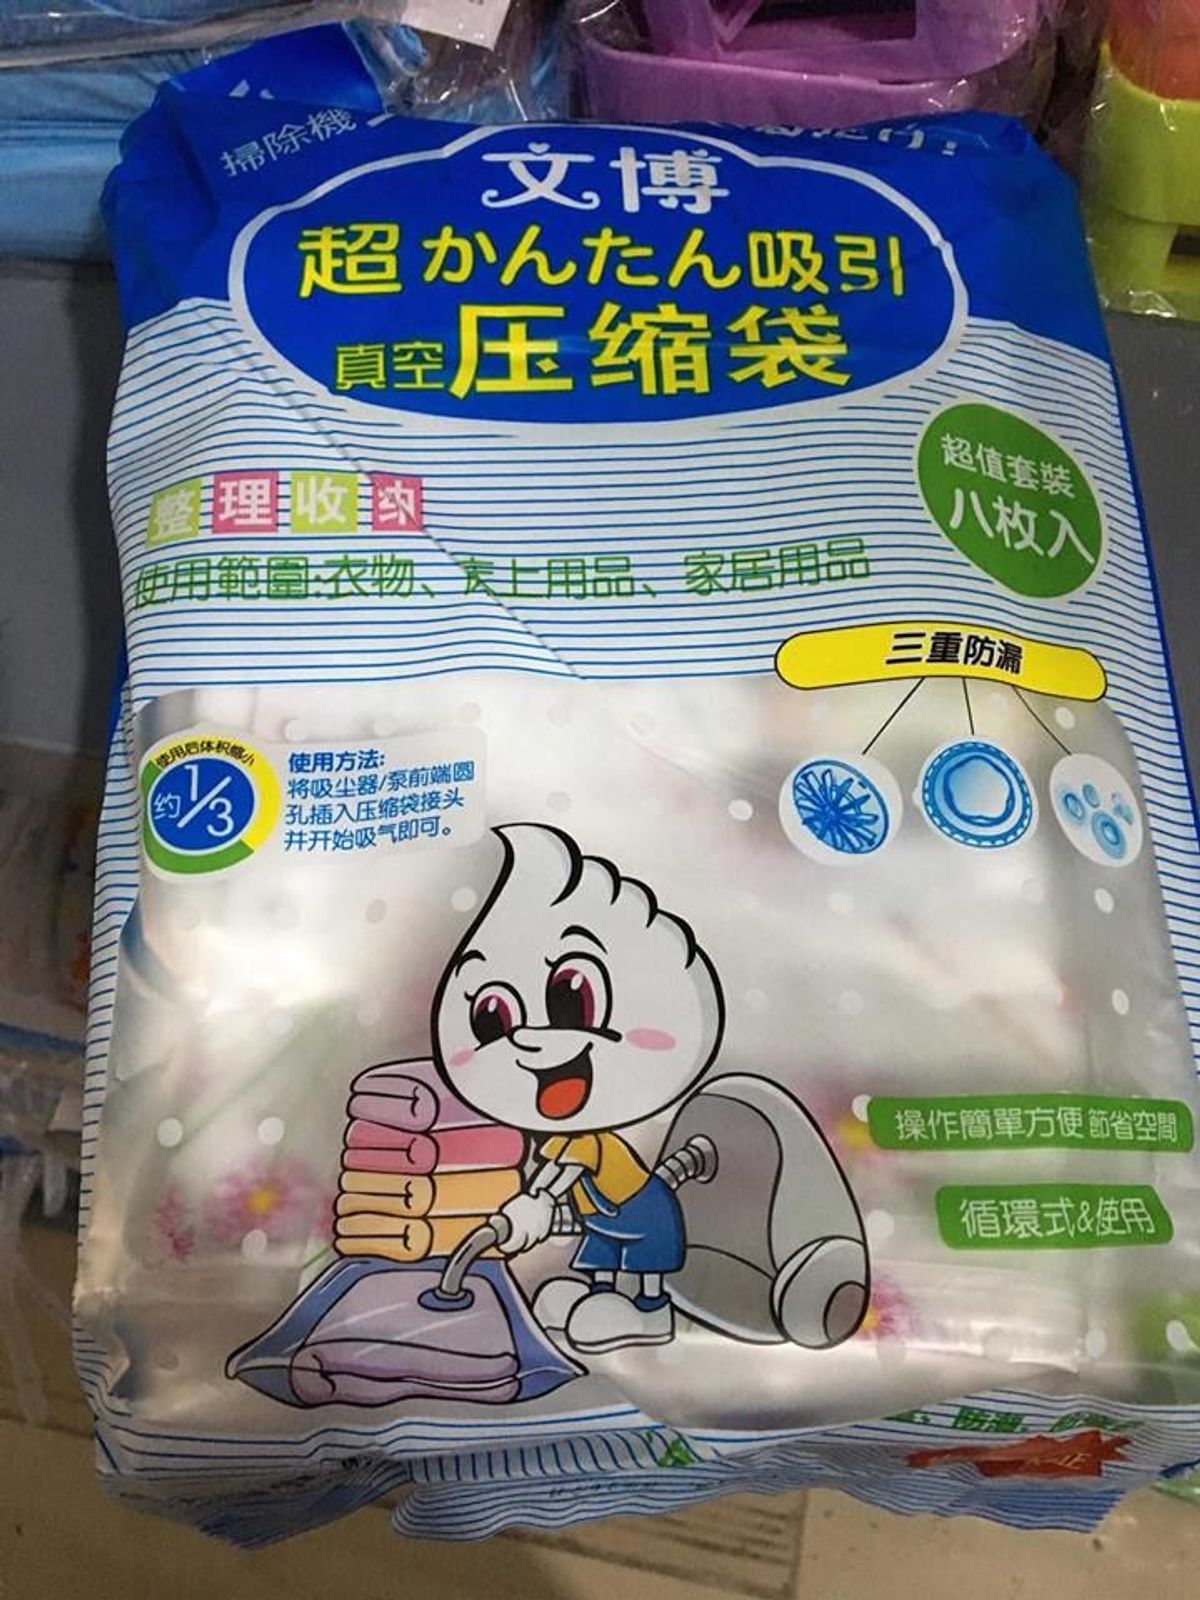 掃除機
文博
超かんたん吸引
真空压缩袋
超值套裝
八枚入
整理收纳
使用範圍:衣物、床上用品、家居用品
三重防漏
使用后体积缩小
约1/3
使用方法:
将吸尘器/泵前端圆
孔插入压缩袋接头
并开始吸气即可。
操作簡單方便 節省空間
循環式&使用
防潮、